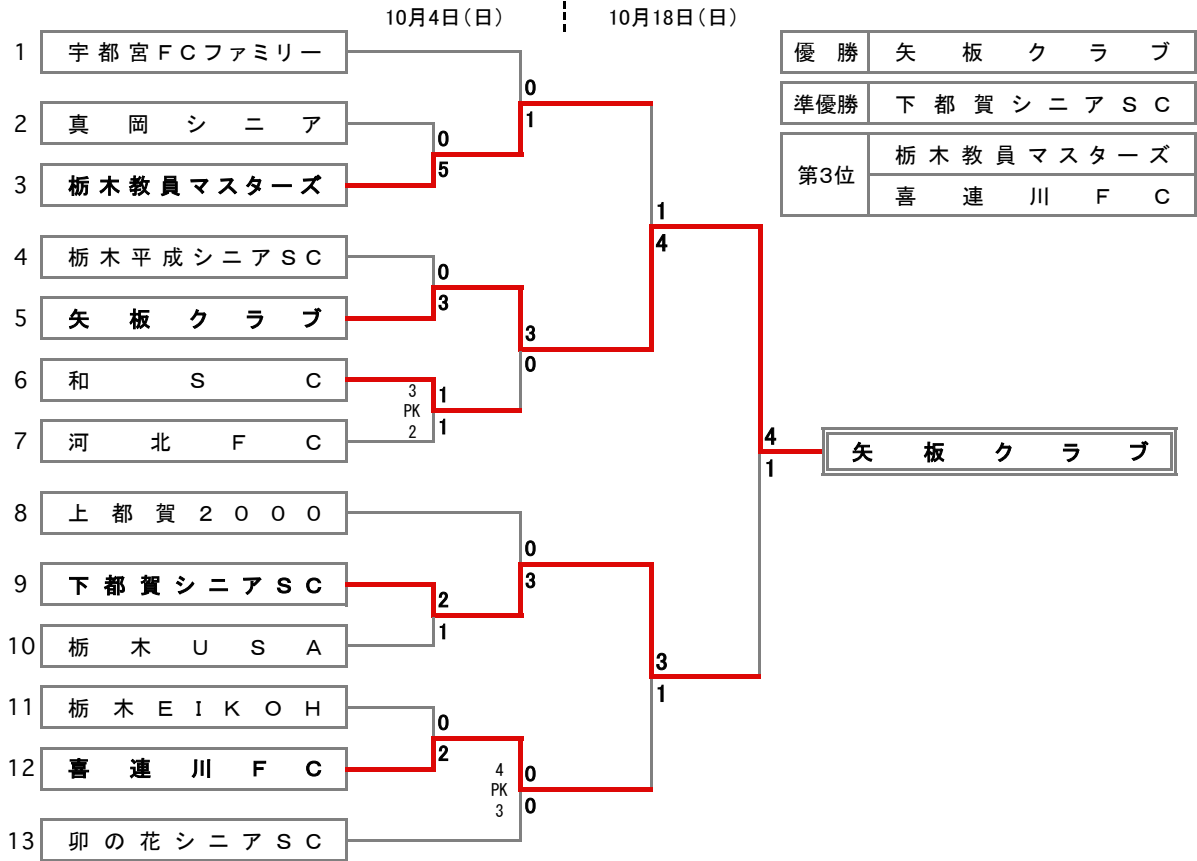 10月4日(日) 10月18日(日)
1 宇都宮FCファミリー
2 真岡シニア
0
5
3 栃木教員マスターズ
0
1
4 栃木平成シニアSC
0
3
5 矢板クラブ
6 和SC
3
PK
2
1
1
7 河北FC
3
0
1
4
8 上都賀2000
9 下都賀シニアSC
2
1
10 栃木USA
0
3
11 栃木EIKOH
0
2
12 喜連川FC
4
PK
3
0
0
13 卯の花シニアSC
3
1
4
1
矢板クラブ
優勝 矢板クラブ
準優勝 下都賀シニアSC
第3位 栃木教員マスターズ
喜連川FC